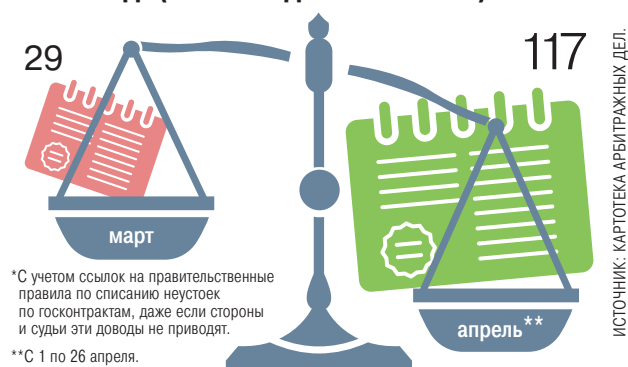 29
117
март
апрель**
*С учетом ссылок на правительственные
правила по списанию неустоек
по госконтрактам, даже если стороны
и судьи эти доводы не приводят.
**С 1 по 26 апреля.
ИСТОЧНИК: КАРТОТЕКА АРБИТРАЖНЫХ ДЕЛ.